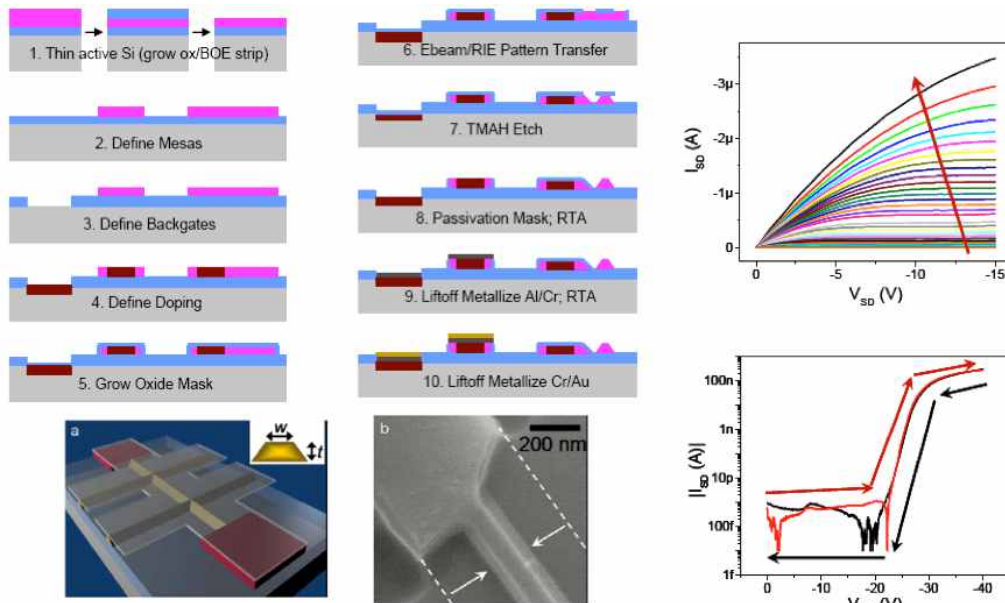 1. Thin active Si (grow ox/BOE strip)
2. Define Mesas
3. Define Backgates
4. Define Doping
5. Grow Oxide Mask
6. Ebeam/RIE Pattern Transfer
7. TMAH Etch
8. Passivation Mask; RTA
9. Liftoff Metallize Al/Cr; RTA
10. Liftoff Metallize Cr/Au
a
w
t
b
200 nm
I_SD (A)
-3µ
-2µ
-1µ
0
0 -5 -10 -15
V_SD (V)
|I_SD (A)|
100n
1n
10p
100f
1f
0 -10 -20 -30 -40
(V)